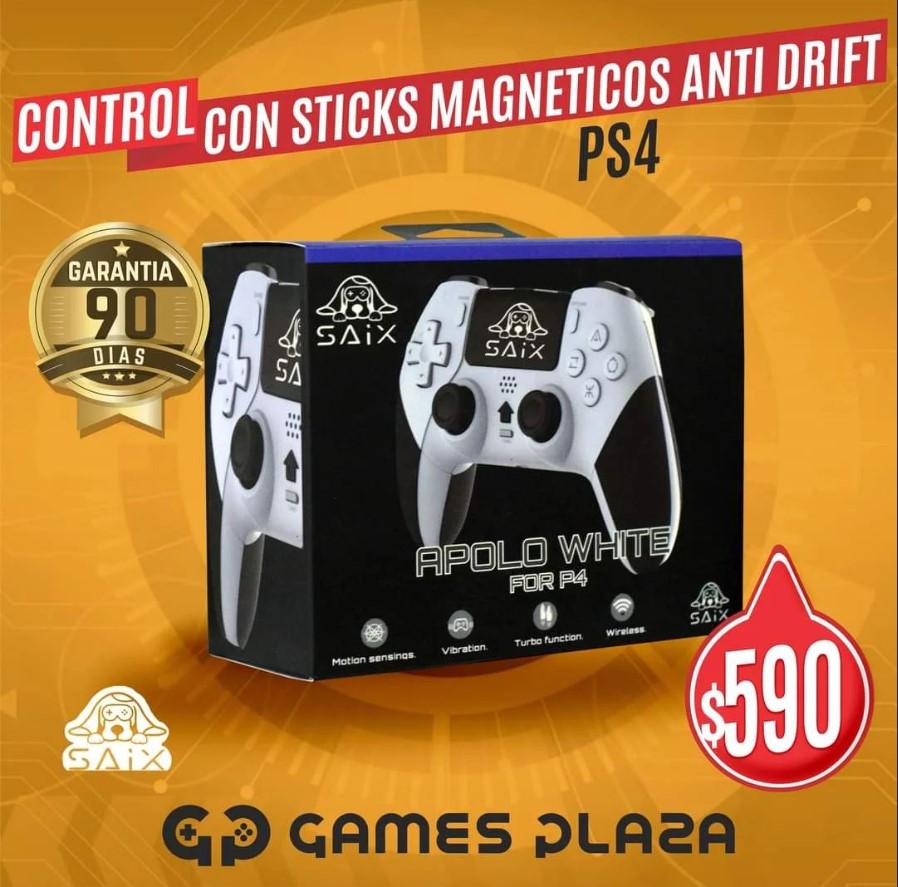 CONTROL CON STICKS MAGNETICOS ANTI DRIFT
PS4
GARANTIA
90
DIAS
SAiX
SAiX
SA
APOLO WHITE
FOR P4
Motion sensings.
Vibration.
Turbo function.
Wireless.
SAiX
$590
SAiX
GP GAMES PLAZA